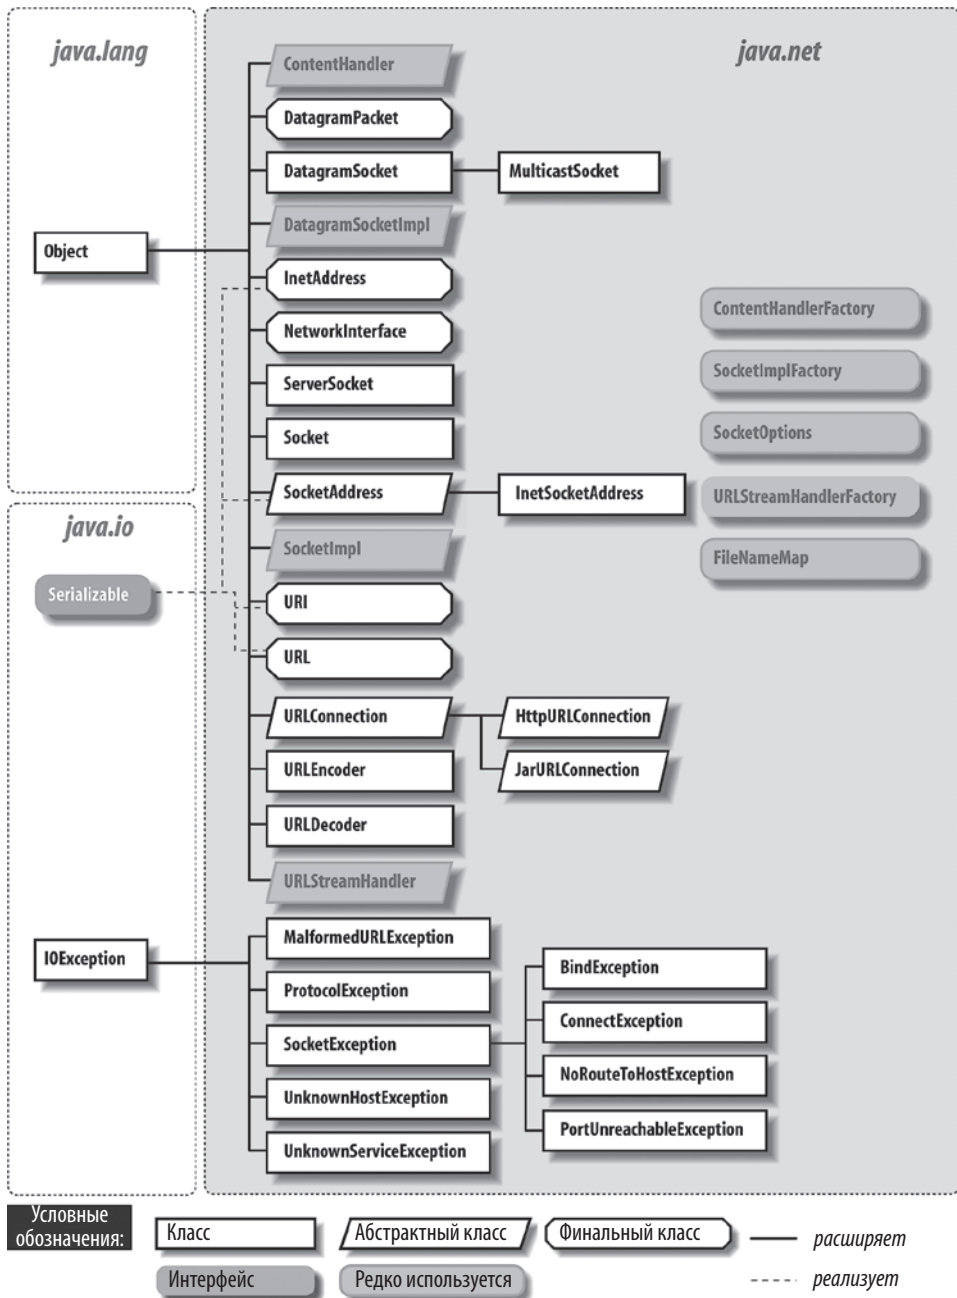 java.lang
java.net
ContentHandler
DatagramPacket
DatagramSocket
MulticastSocket
DatagramSocketImpl
Object
InetAddress
ContentHandlerFactory
NetworkInterface
SocketImplFactory
ServerSocket
SocketOptions
Socket
SocketAddress
InetSocketAddress
URLStreamHandlerFactory
java.io
SocketImpl
FileNameMap
Serializable
URI
URL
URLConnection
HttpURLConnection
URLEncoder
JarURLConnection
URLDecoder
URLStreamHandler
MalformedURLException
IOException
BindException
ProtocolException
ConnectException
SocketException
NoRouteToHostException
UnknownHostException
PortUnreachableException
UnknownServiceException
Условные
обозначения:
Класс
Абстрактный класс
Финальный класс
расширяет
Интерфейс
Редко используется
реализует